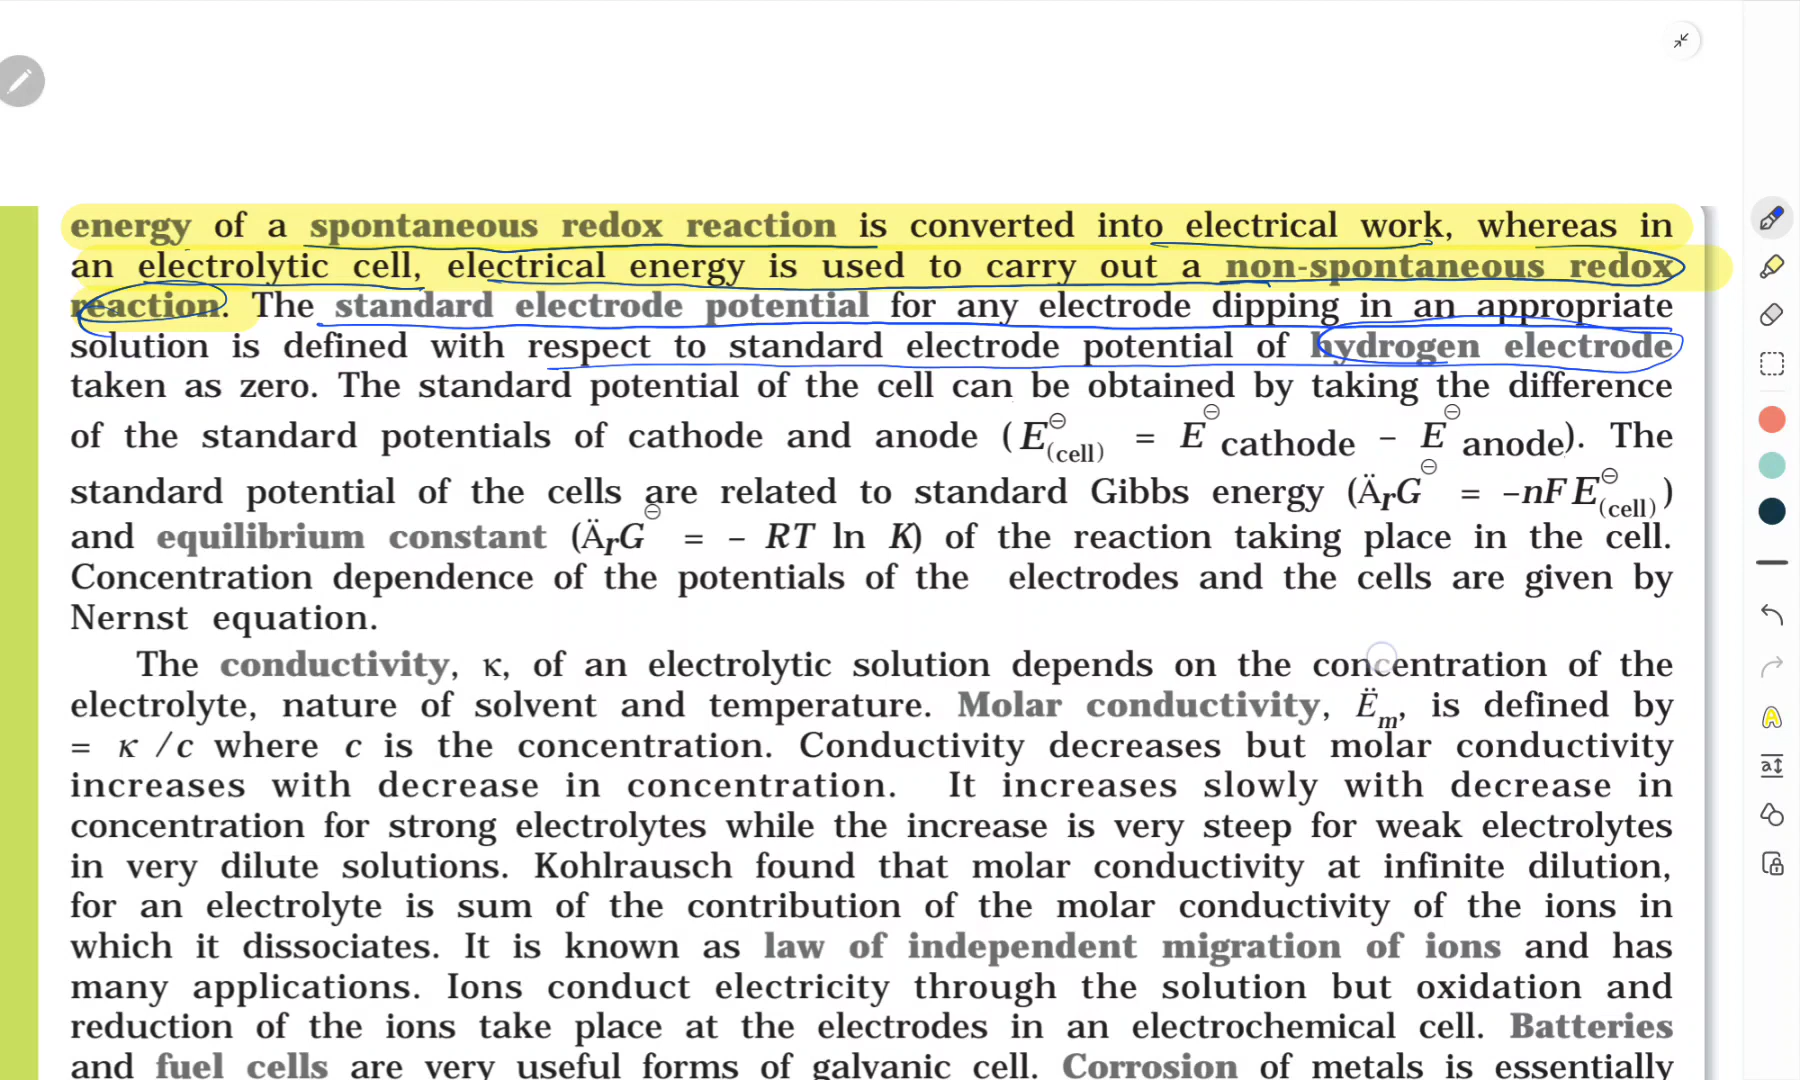 energy of a spontaneous redox reaction is converted into electrical work, whereas in
an electrolytic cell, electrical energy is used to carry out a non-spontaneous redox
reaction. The standard electrode potential for any electrode dipping in an appropriate
solution is defined with respect to standard electrode potential of hydrogen electrode
taken as zero. The standard potential of the cell can be obtained by taking the difference
of the standard potentials of cathode and anode ( E⊖(cell) = E⊖cathode – E⊖anode). The
standard potential of the cells are related to standard Gibbs energy (ÄrG⊖ = –nF E⊖(cell))
and equilibrium constant (ÄrG⊖ = – RT ln K) of the reaction taking place in the cell.
Concentration dependence of the potentials of the electrodes and the cells are given by
Nernst equation.
The conductivity, κ, of an electrolytic solution depends on the concentration of the
electrolyte, nature of solvent and temperature. Molar conductivity, Ëm, is defined by
= κ /c where c is the concentration. Conductivity decreases but molar conductivity
increases with decrease in concentration. It increases slowly with decrease in
concentration for strong electrolytes while the increase is very steep for weak electrolytes
in very dilute solutions. Kohlrausch found that molar conductivity at infinite dilution,
for an electrolyte is sum of the contribution of the molar conductivity of the ions in
which it dissociates. It is known as law of independent migration of ions and has
many applications. Ions conduct electricity through the solution but oxidation and
reduction of the ions take place at the electrodes in an electrochemical cell. Batteries
and fuel cells are very useful forms of galvanic cell. Corrosion of metals is essentially